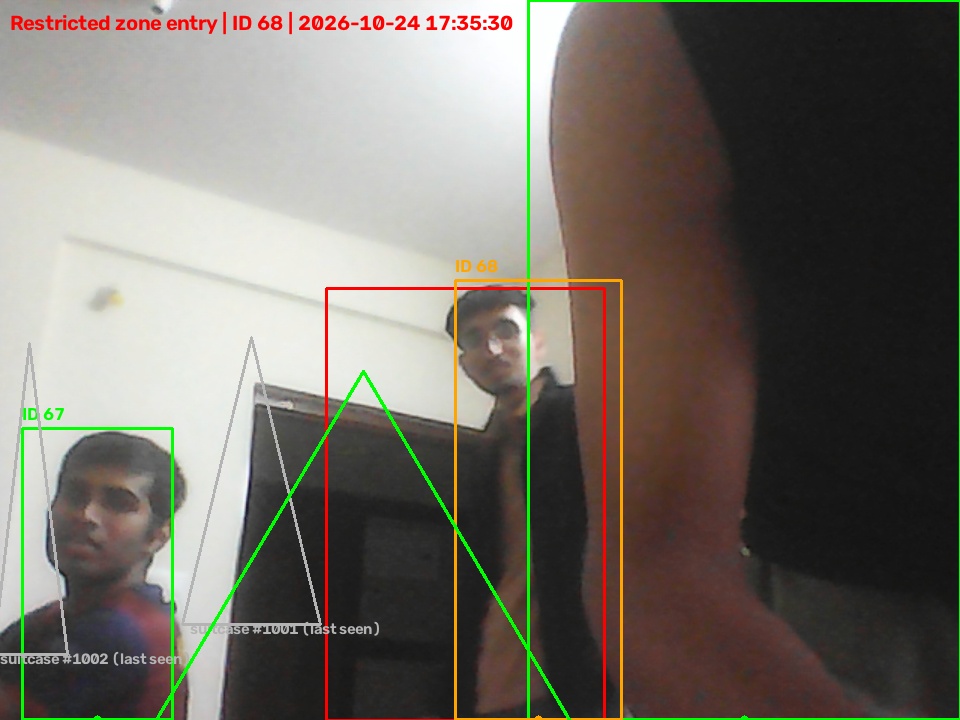 Restricted zone entry | ID 68 | 2026-10-24 17:35:30
ID 68
ID 67
suitcase #1001 (last seen)
suitcase #1002 (last seen